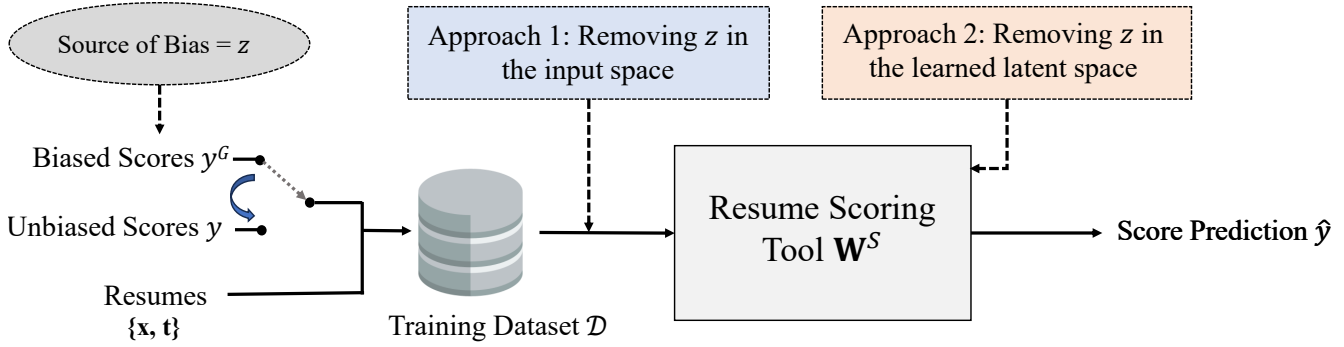 Source of Bias = z
Approach 1: Removing z in
the input space
Approach 2: Removing z in
the learned latent space
Biased Scores y^G
Unbiased Scores y
Resumes
{x, t}
Training Dataset 𝒟
Resume Scoring
Tool W^S
Score Prediction ŷ